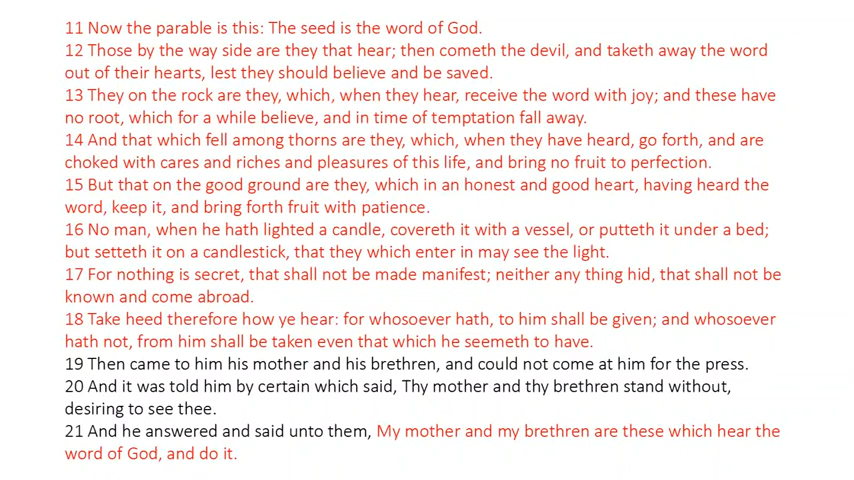 11 Now the parable is this: The seed is the word of God.
12 Those by the way side are they that hear; then cometh the devil, and taketh away the word
out of their hearts, lest they should believe and be saved.
13 They on the rock are they, which, when they hear, receive the word with joy; and these have
no root, which for a while believe, and in time of temptation fall away.
14 And that which fell among thorns are they, which, when they have heard, go forth, and are
choked with cares and riches and pleasures of this life, and bring no fruit to perfection.
15 But that on the good ground are they, which in an honest and good heart, having heard the
word, keep it, and bring forth fruit with patience.
16 No man, when he hath lighted a candle, covereth it with a vessel, or putteth it under a bed;
but setteth it on a candlestick, that they which enter in may see the light.
17 For nothing is secret, that shall not be made manifest; neither any thing hid, that shall not be
known and come abroad.
18 Take heed therefore how ye hear: for whosoever hath, to him shall be given; and whosoever
hath not, from him shall be taken even that which he seemeth to have.
19 Then came to him his mother and his brethren, and could not come at him for the press.
20 And it was told him by certain which said, Thy mother and thy brethren stand without,
desiring to see thee.
21 And he answered and said unto them, My mother and my brethren are these which hear the
word of God, and do it.